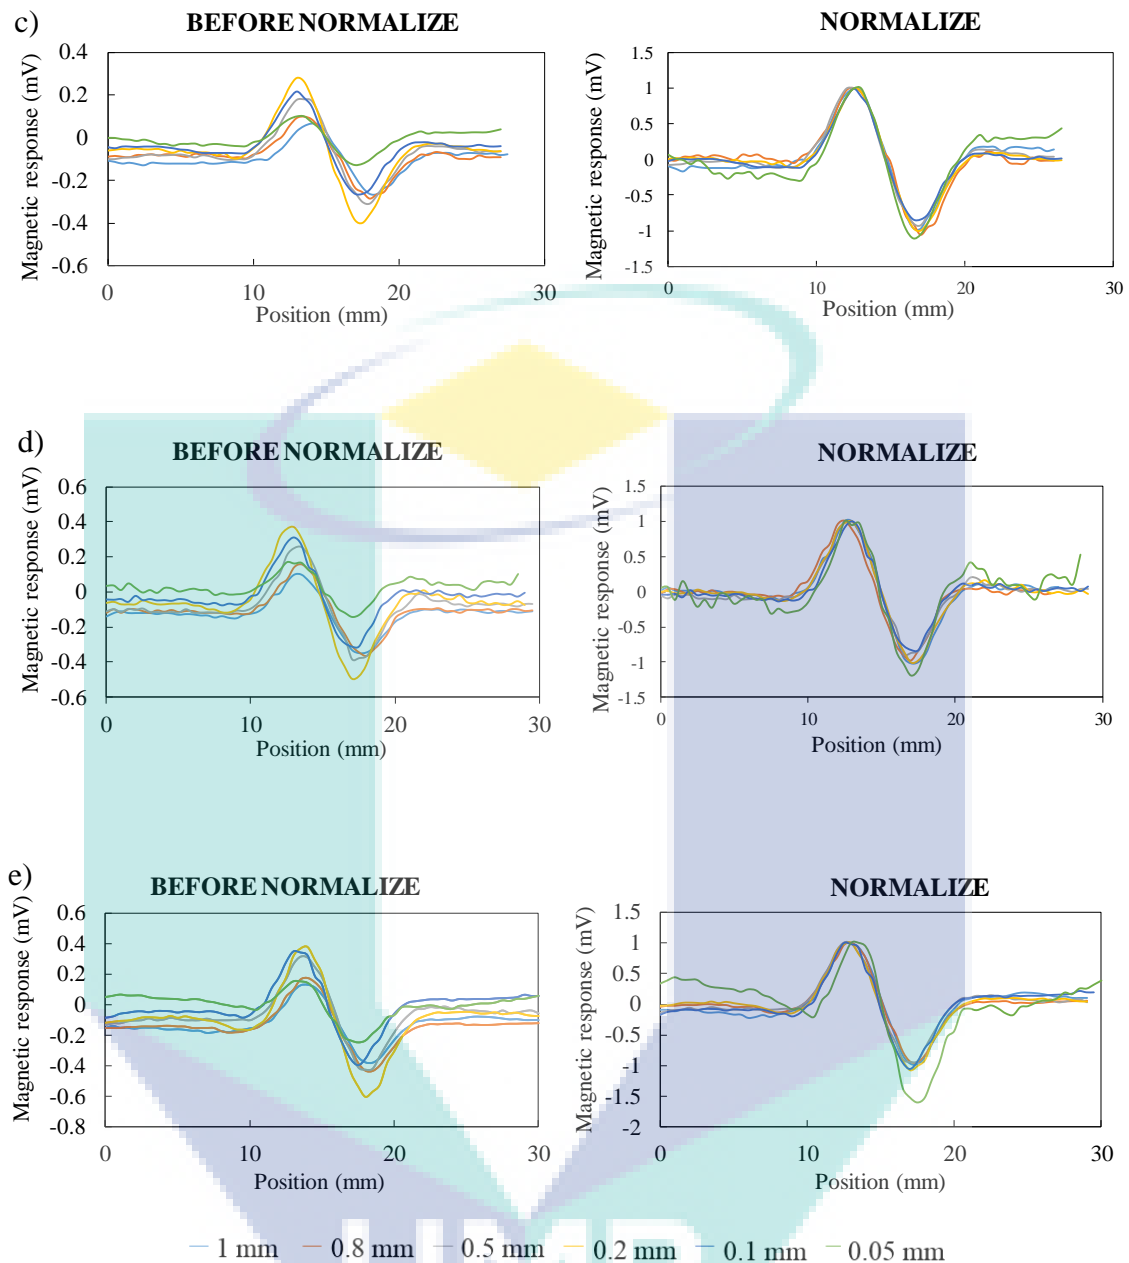 c)
BEFORE NORMALIZE
NORMALIZE
Magnetic response (mV)
0.4
0.2
0
-0.2
-0.4
-0.6
0 10 20 30
Position (mm)
Magnetic response (mV)
1.5
1
0.5
0
-0.5
-1
-1.5
0 10 20 30
Position (mm)
d)
BEFORE NORMALIZE
NORMALIZE
Magnetic response (mV)
0.6
0.4
0.2
0
-0.2
-0.4
-0.6
0 10 20 30
Position (mm)
Magnetic response (mV)
1.5
1
0.5
0
-0.5
-1
-1.5
0 10 20 30
Position (mm)
e)
BEFORE NORMALIZE
NORMALIZE
Magnetic response (mV)
0.6
0.4
0.2
0
-0.2
-0.4
-0.6
-0.8
0 10 20 30
Position (mm)
Magnetic response (mV)
1.5
1
0.5
0
-0.5
-1
-1.5
-2
0 10 20 30
Position (mm)
1 mm 0.8 mm 0.5 mm 0.2 mm 0.1 mm 0.05 mm